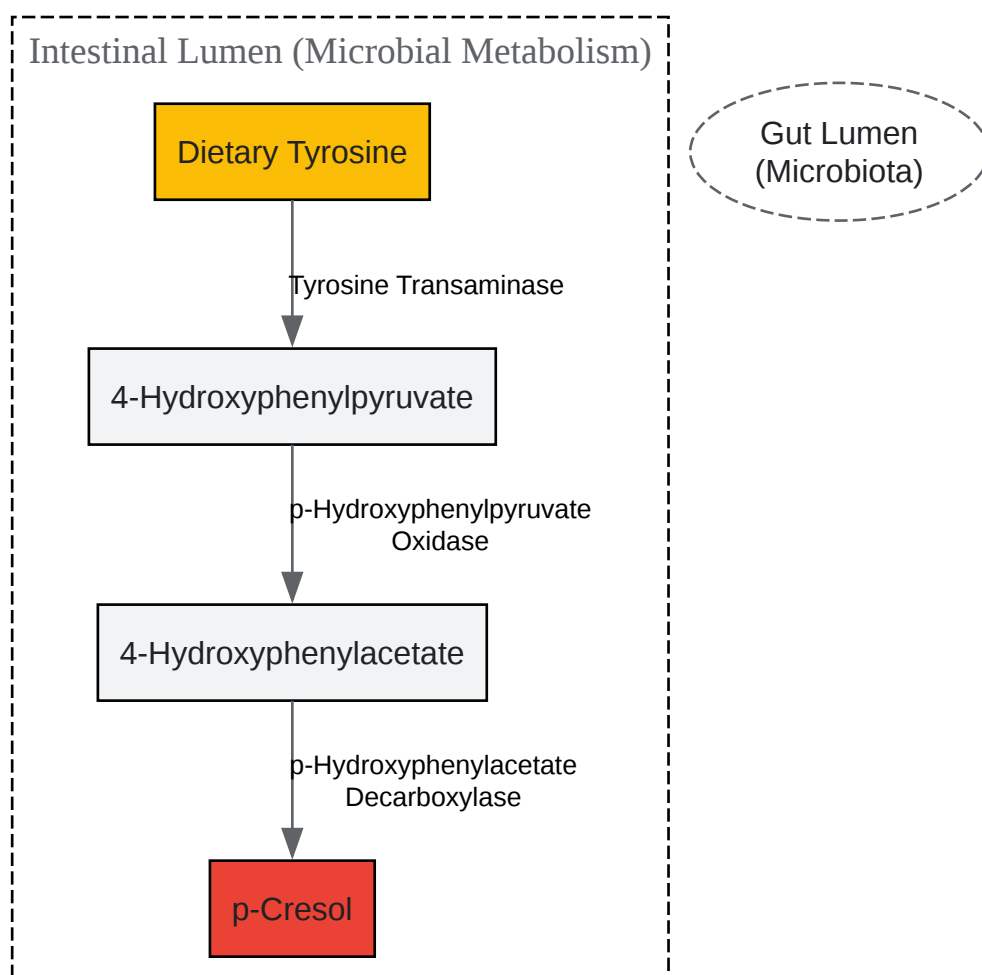 Intestinal Lumen (Microbial Metabolism)
Dietary Tyrosine
Gut Lumen
(Microbiota)
Tyrosine Transaminase
4-Hydroxyphenylpyruvate
p-Hydroxyphenylpyruvate
Oxidase
4-Hydroxyphenylacetate
p-Hydroxyphenylacetate
Decarboxylase
p-Cresol